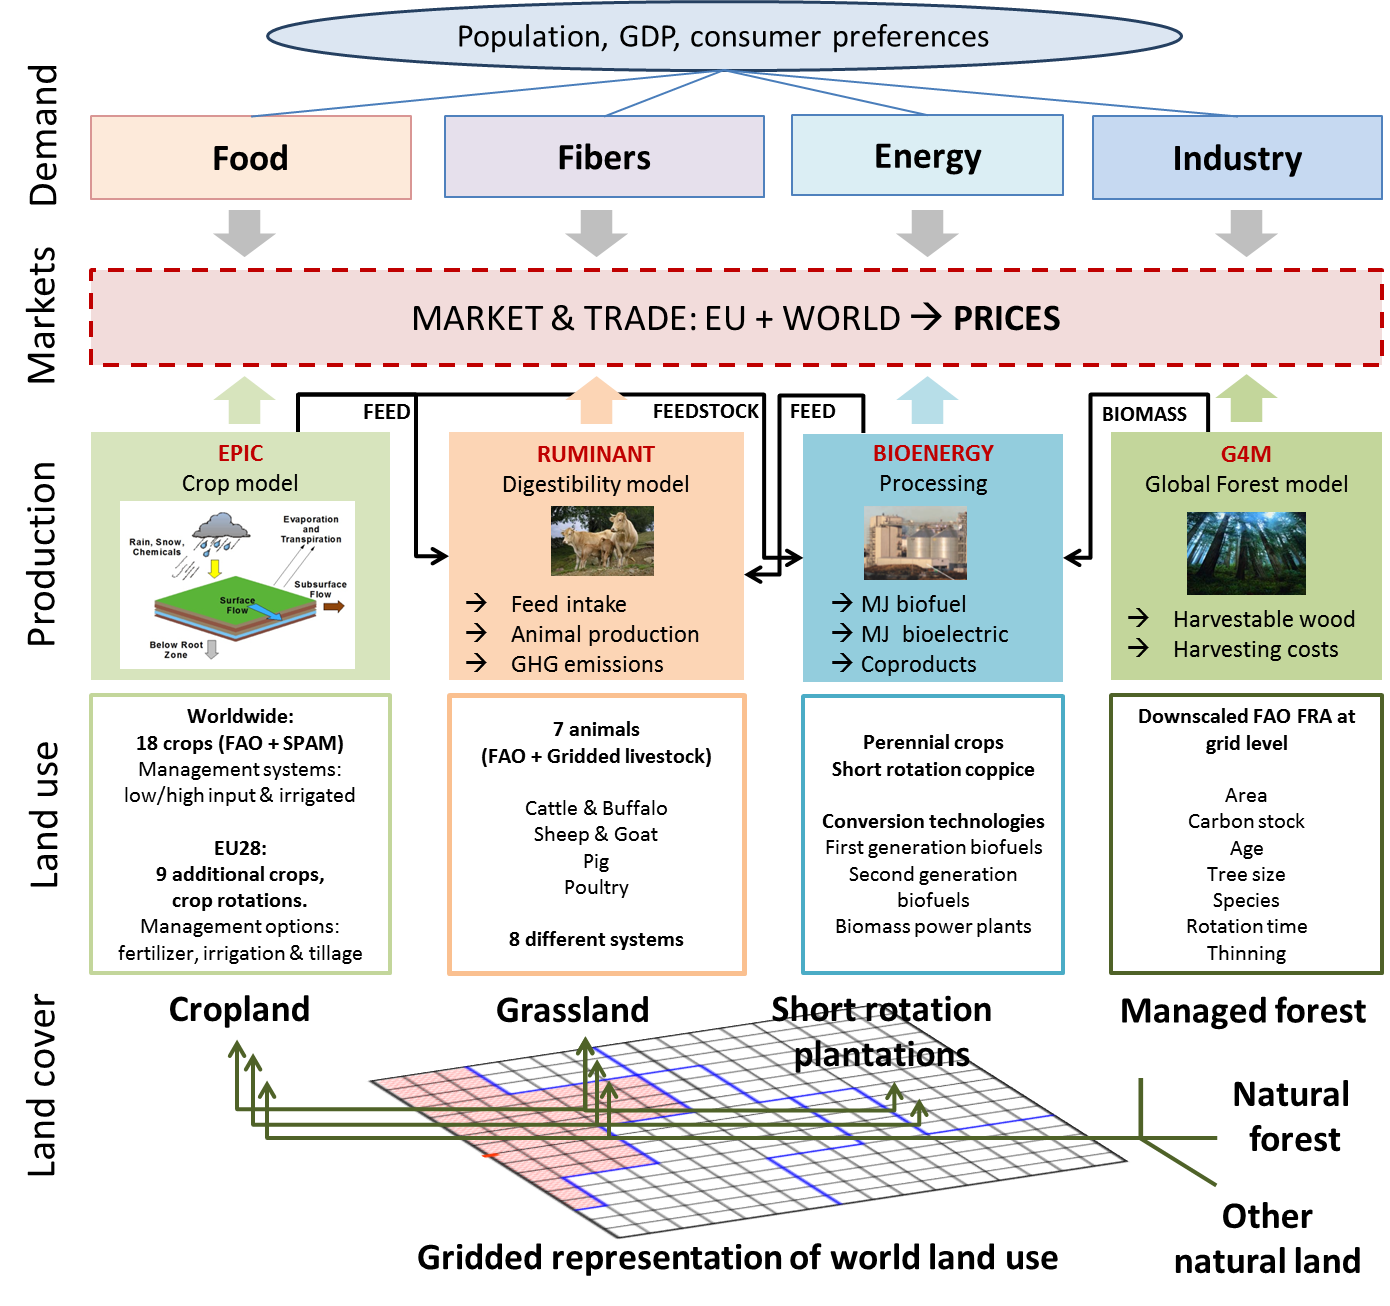 Population, GDP, consumer preferences
Demand
Food
Fibers
Energy
Industry
Markets
MARKET & TRADE: EU + WORLD → PRICES
FEED
FEEDSTOCK
FEED
BIOMASS
Production
EPIC
Crop model
Rain, Snow,
Chemicals
Evaporation
and
Transpiration
Subsurface
Flow
Surface
Flow
Below Root
Zone
RUMINANT
Digestibility model
→ Feed intake
→ Animal production
→ GHG emissions
BIOENERGY
Processing
→ MJ biofuel
→ MJ bioelectric
→ Coproducts
G4M
Global Forest model
→ Harvestable wood
→ Harvesting costs
Land use
Worldwide:
18 crops (FAO + SPAM)
Management systems:
low/high input & irrigated
EU28:
9 additional crops,
crop rotations.
Management options:
fertilizer, irrigation & tillage
7 animals
(FAO + Gridded livestock)
Cattle & Buffalo
Sheep & Goat
Pig
Poultry
8 different systems
Perennial crops
Short rotation coppice
Conversion technologies
First generation biofuels
Second generation
biofuels
Biomass power plants
Downscaled FAO FRA at
grid level
Area
Carbon stock
Age
Tree size
Species
Rotation time
Thinning
Land cover
Cropland
Grassland
Short rotation
plantations
Managed forest
Natural
forest
Other
natural land
Gridded representation of world land use